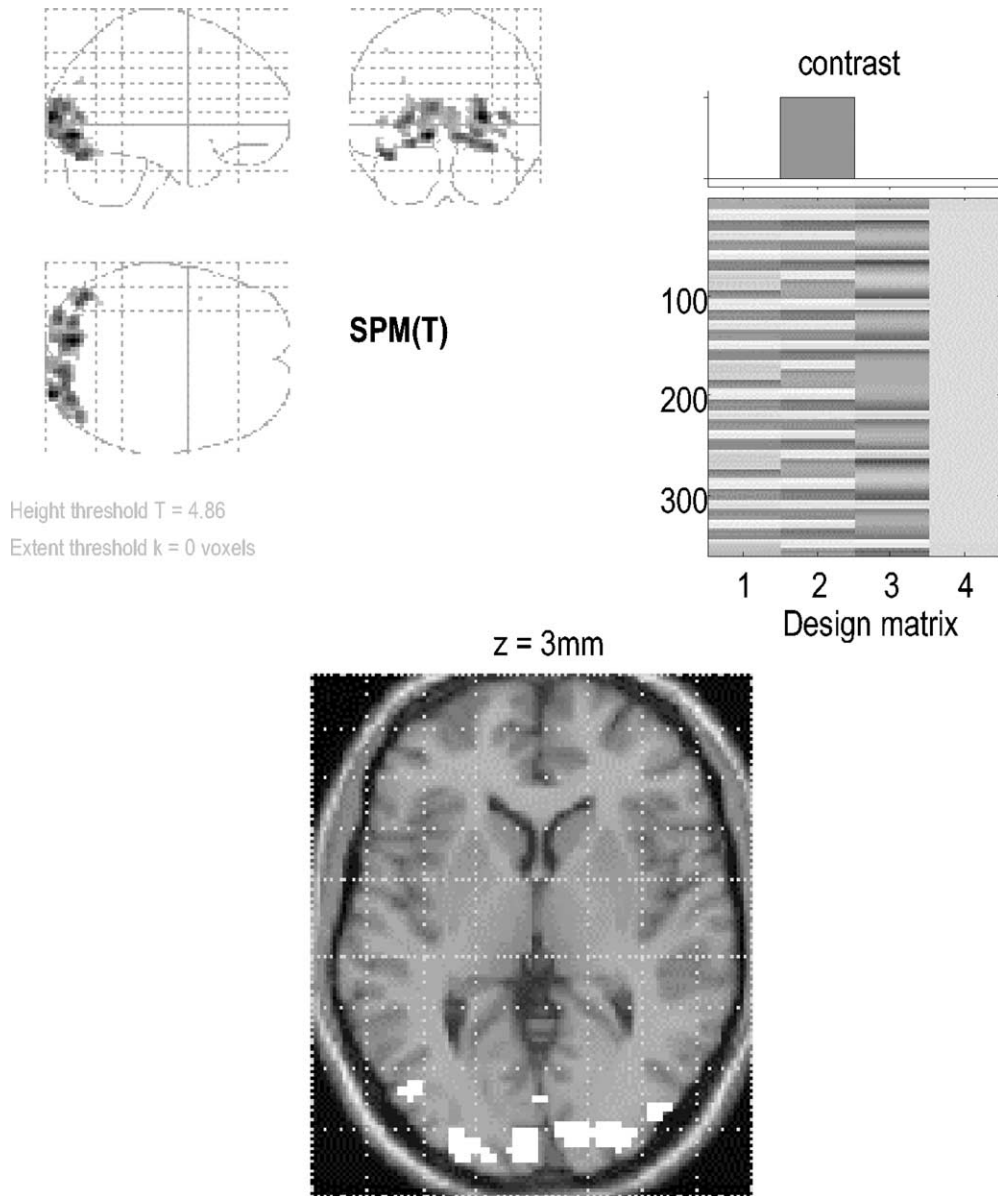 contrast
SPM(T)
100
200
300
Height threshold T = 4.86
Extent threshold k = 0 voxels
1 2 3 4
Design matrix
z = 3mm